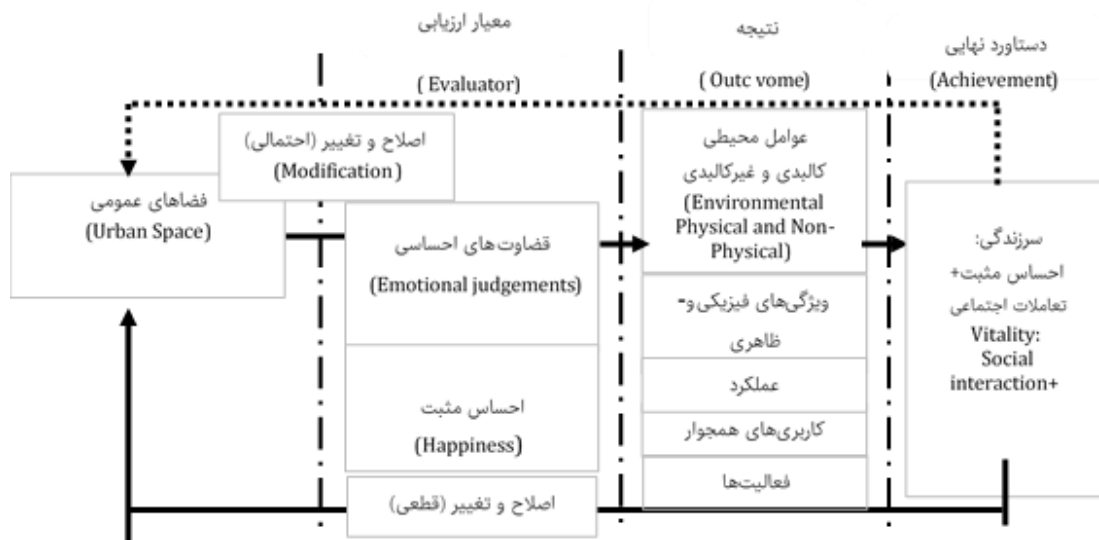 معیار ارزیابی
( Evaluator)
نتیجه
( Outc vome)
دستاورد نهایی
(Achievement)
اصلاح و تغییر (احتمالی)
(Modification )
فضاهای عمومی
(Urban Space)
قضاوت‌های احساسی
(Emotional judgements)
احساس مثبت
(Happiness)
عوامل محیطی
کالبدی و غیرکالبدی
(Environmental
Physical and Non-
Physical)
ویژگی‌های فیزیکی و-
ظاهری
عملکرد
کاربری‌های همجوار
فعالیت‌ها
سرزندگی:
احساس مثبت+
تعاملات اجتماعی
Vitality:
Social
interaction+
اصلاح و تغییر (قطعی)